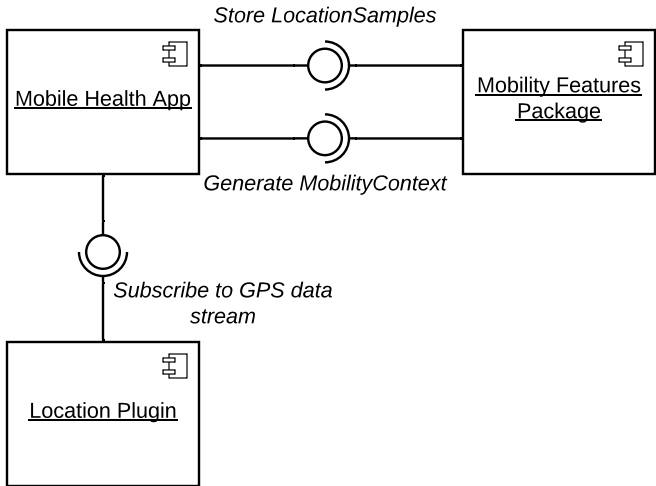 Store LocationSamples
Mobile Health App
Mobility Features
Package
Generate MobilityContext
Subscribe to GPS data
stream
Location Plugin